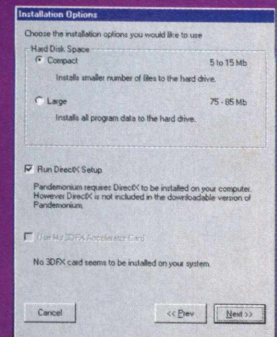 Installation Options
Choose the installation options you would like to use
Hard Disk Space
Compact 5 to 15 Mb
Installs smaller number of files to the hard drive.
Large 75 - 85 Mb
Installs all program data to the hard drive.
Run DirectX Setup
Pandemonium requires DirectX to be installed on your computer.
However DirectX is not included in the downloadable version of
Pandemonium.
3DFX Accelerator Card
No 3DFX card seems to be installed on your system.
Cancel << Prev Next >>